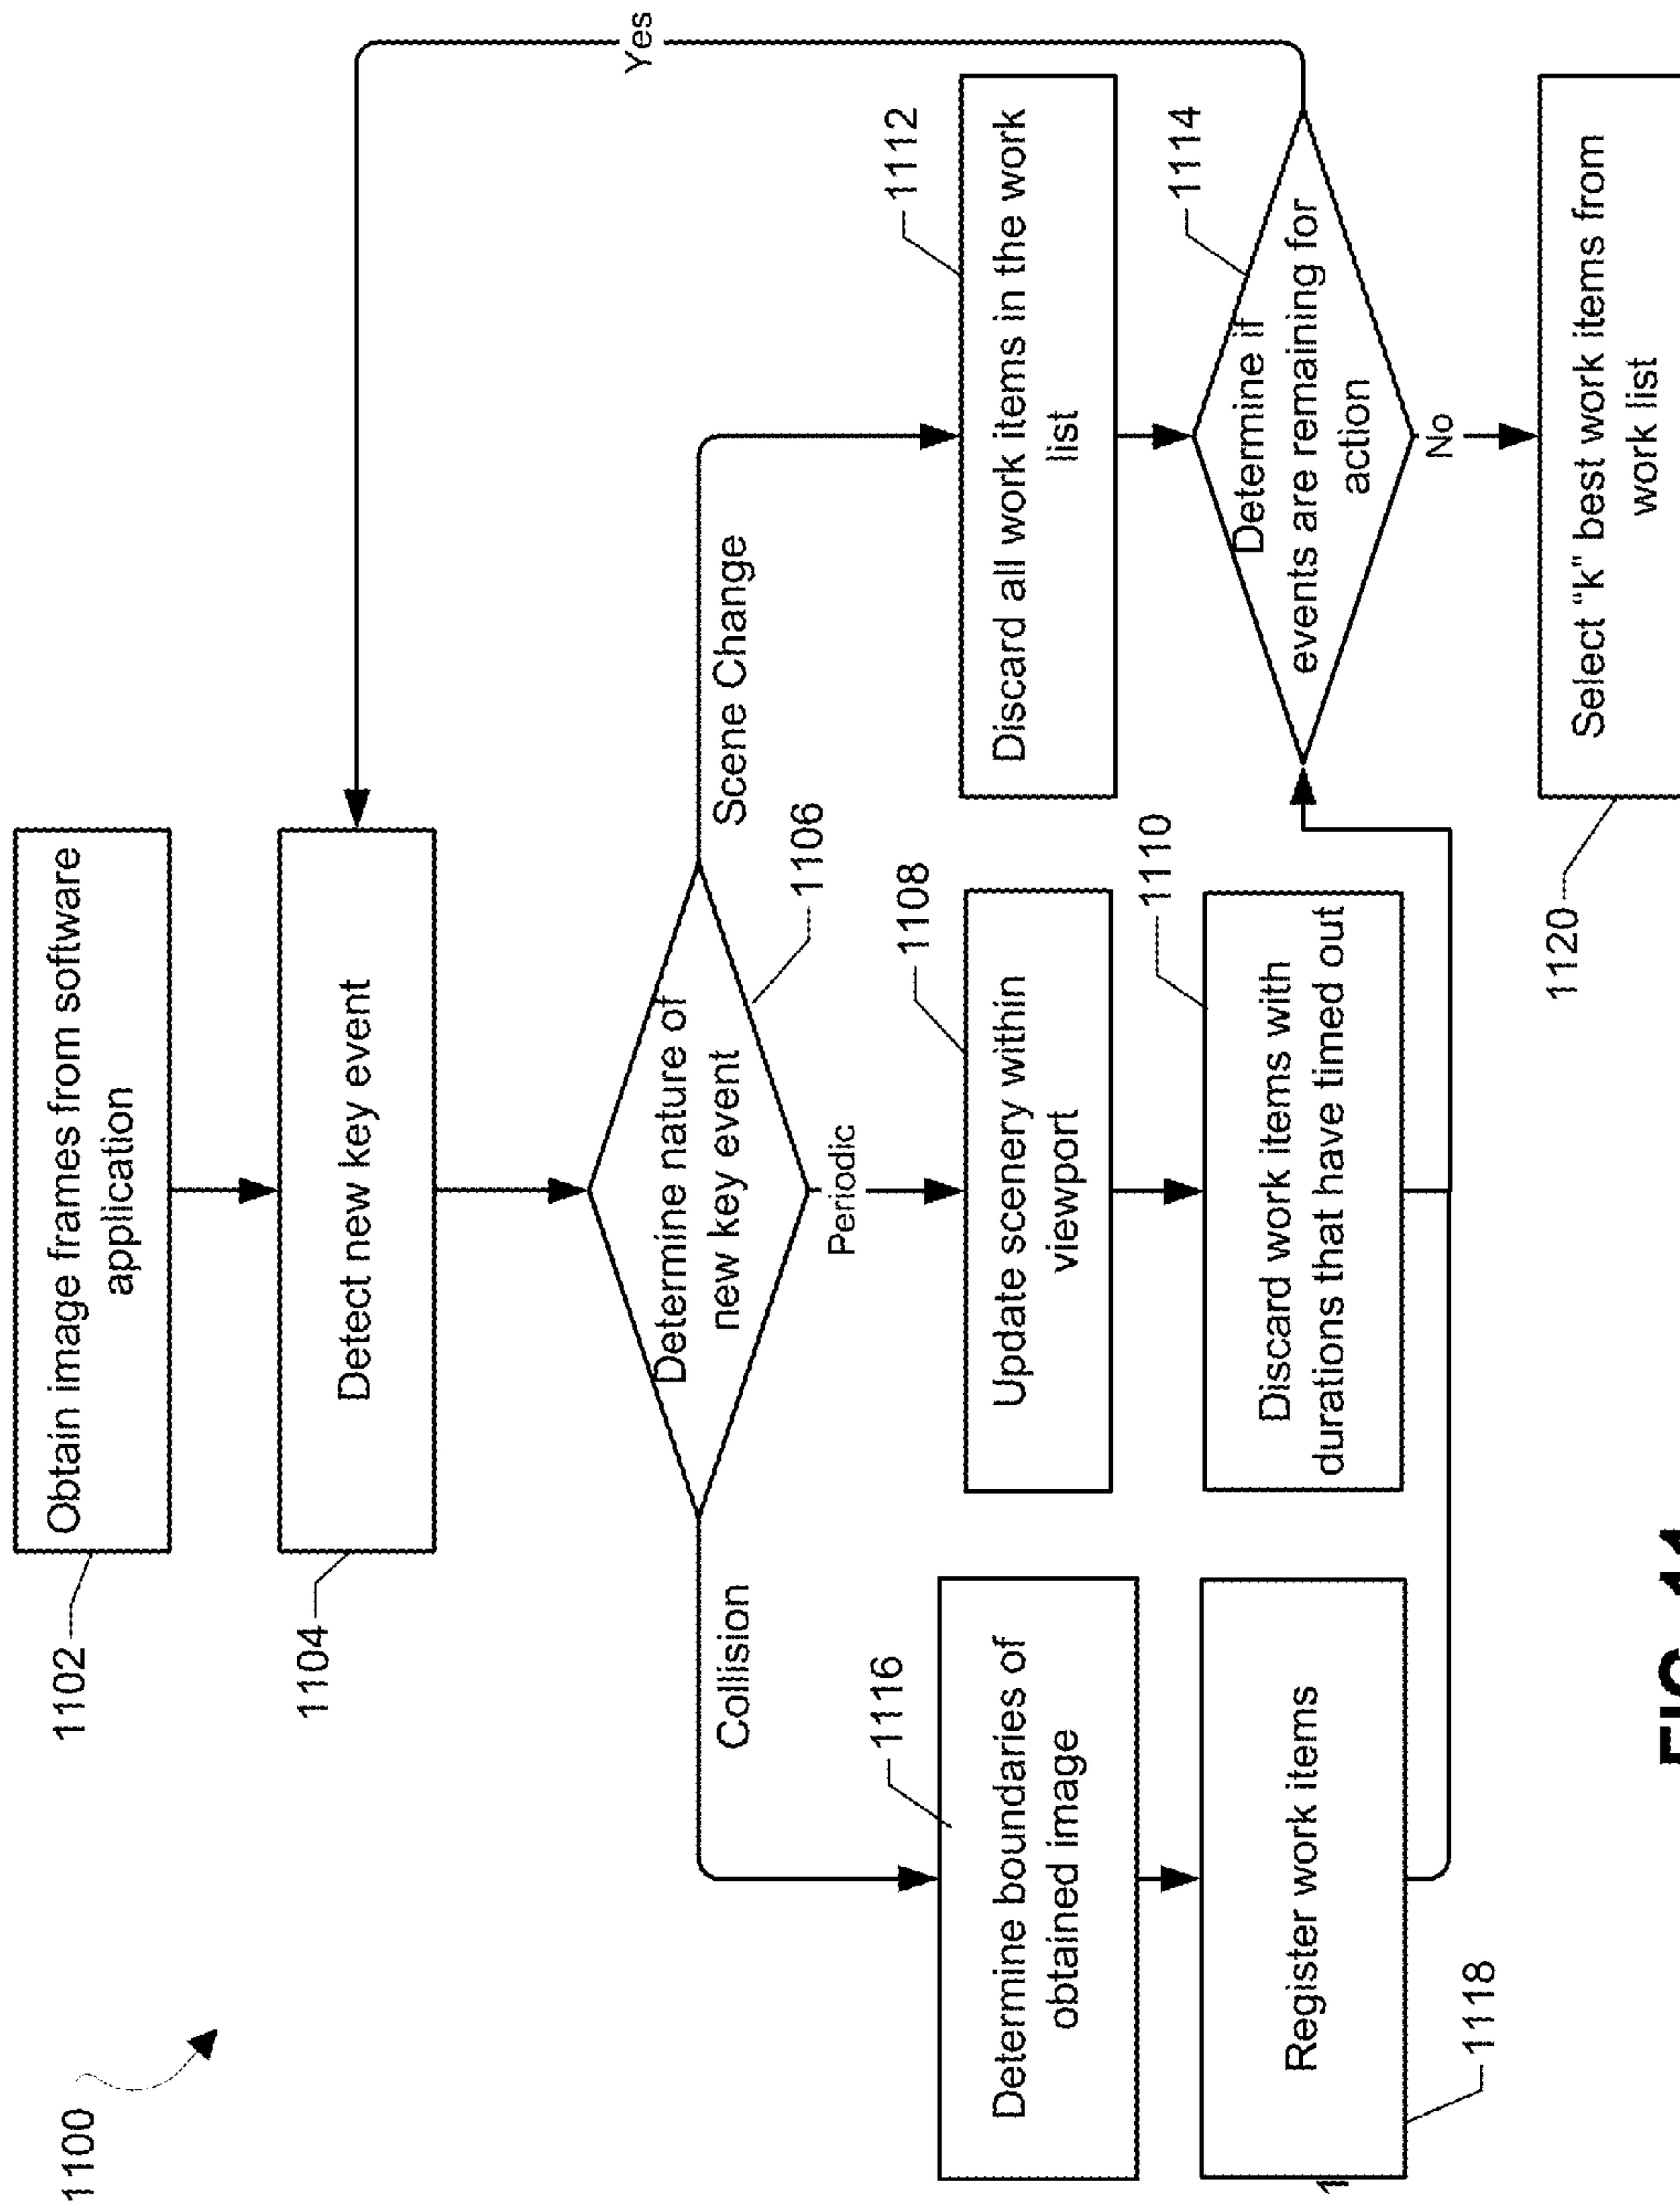 1100
1102
Obtain image frames from software
application
1104
Detect new key event
Yes
Determine nature of
new key event
1106
Collision
Periodic
Scene Change
1116
Determine boundaries of
obtained image
1108
Update scenery within
viewport
1112
Discard all work items in the work
list
Register work items
1118
1110
Discard work items with
durations that have timed out
1114
Determine if
events are remaining for
action
No
1120
Select “k” best work items from
work list